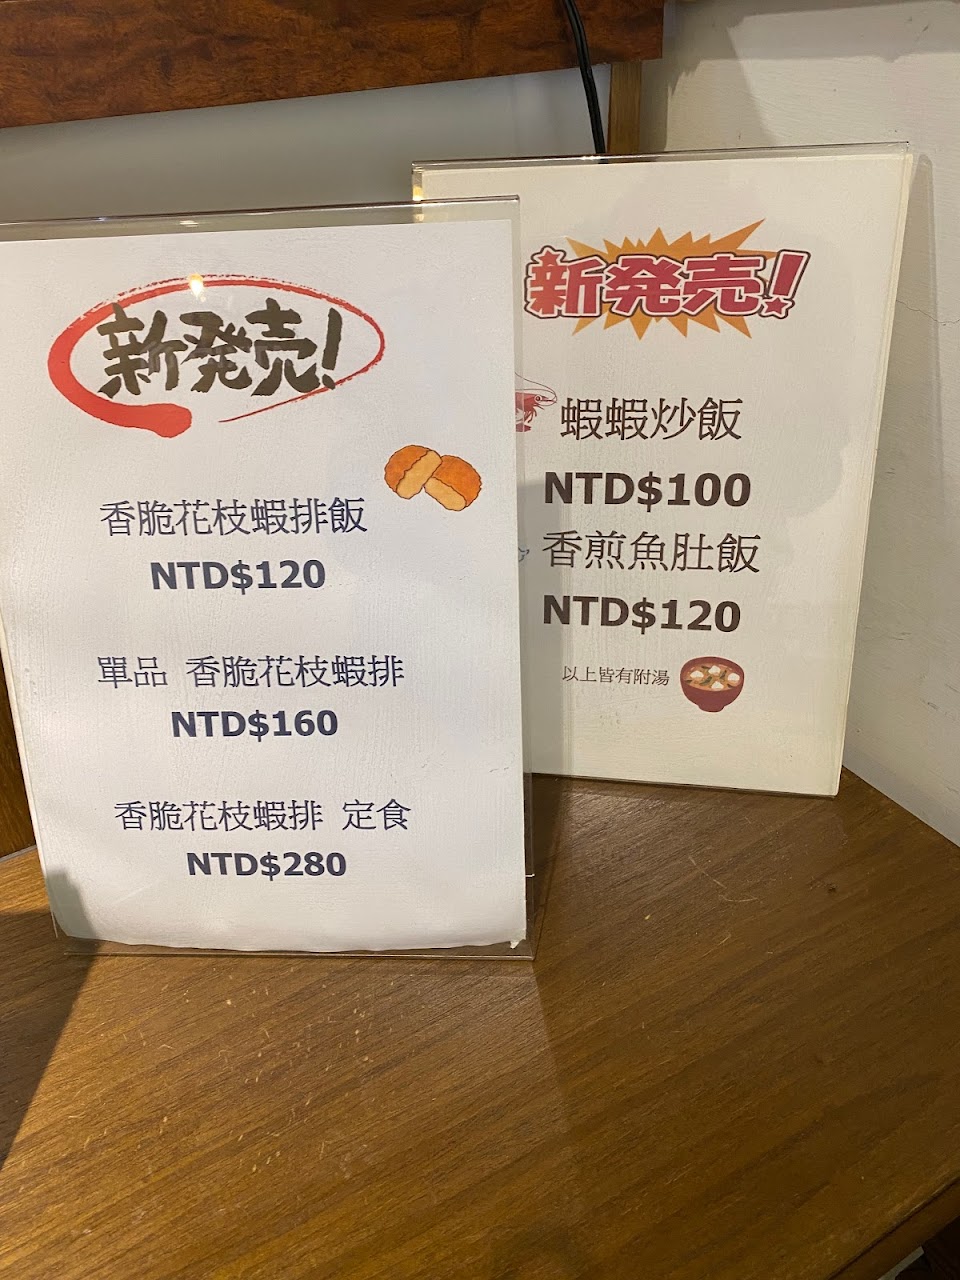 新発売!
香脆花枝蝦排飯
NTD$120
單品 香脆花枝蝦排
NTD$160
香脆花枝蝦排 定食
NTD$280
新発売!
蝦蝦炒飯
NTD$100
香煎魚肚飯
NTD$120
以上皆有附湯